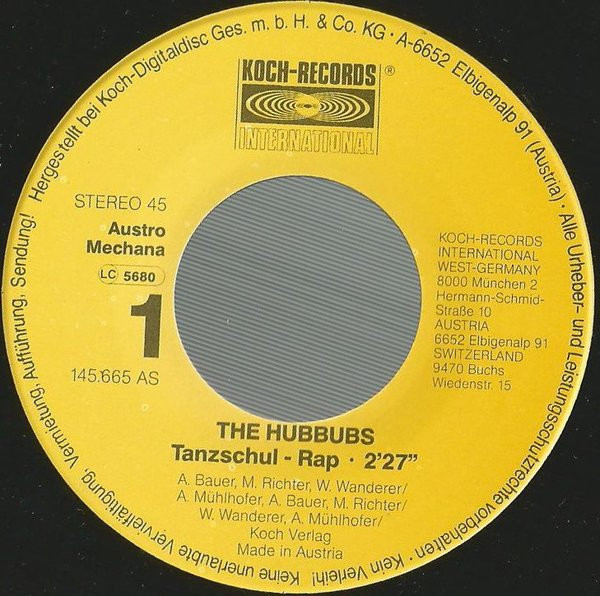 Hergestellt bei Koch-Digitaldisc Ges. m. b. H. & Co. KG · A-6652 Elbigenalp 91 (Austria) · Alle Urheber- und Leistungsschutzrechte vorbehalten · Kein Verleih! Keine unerlaubte Vervielfältigung, Vermietung, Aufführung, Sendung!
KOCH-RECORDS®
INTERNATIONAL
STEREO 45
Austro
Mechana
LC 5680
1
145.665 AS
KOCH-RECORDS
INTERNATIONAL
WEST-GERMANY
8000 München 2
Hermann-Schmid-
Straße 10
AUSTRIA
6652 Elbigenalp 91
SWITZERLAND
9470 Buchs
Wiedenstr. 15
THE HUBBUBS
Tanzschul - Rap · 2'27"
A. Bauer, M. Richter, W. Wanderer/
A. Mühlhofer, A. Bauer, M. Richter/
W. Wanderer, A. Mühlhofer/
Koch Verlag
Made in Austria